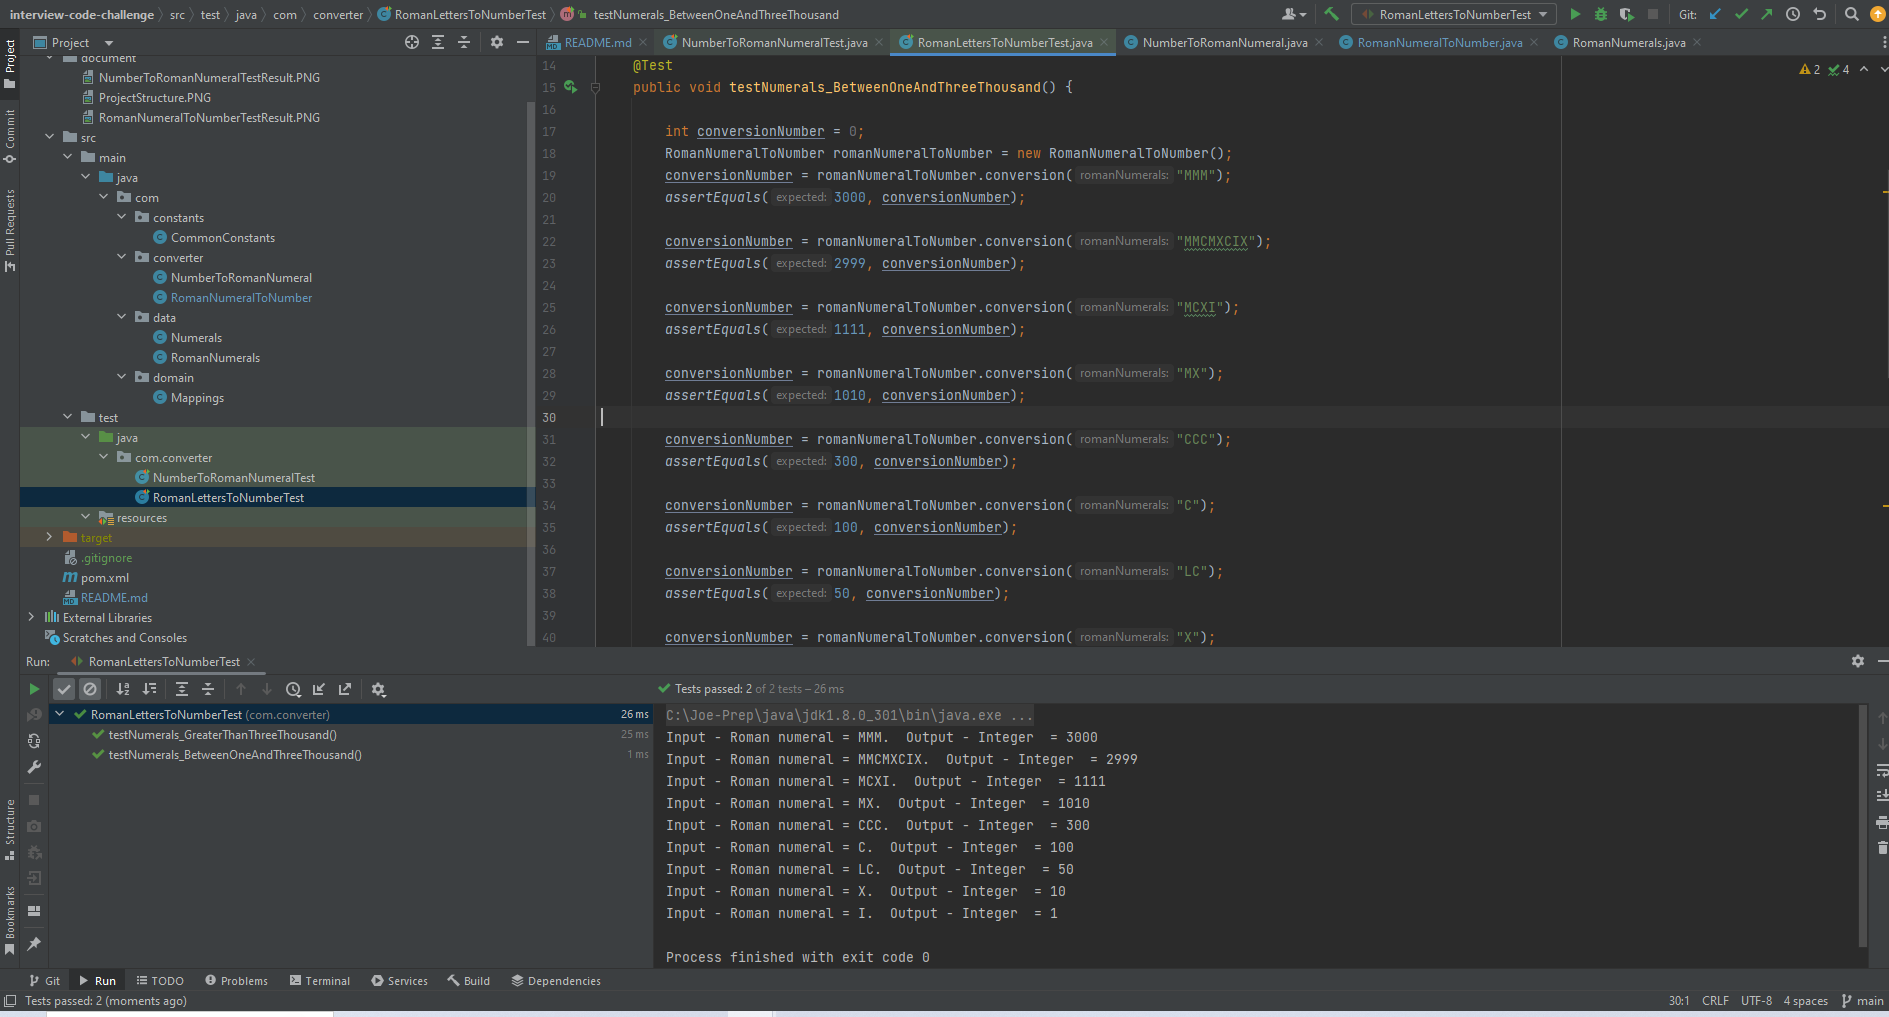 interview-code-challenge src test java com converter RomanLettersToNumberTest testNumerals_BetweenOneAndThreeThousand RomanLettersToNumberTest Git:
Project
README.md NumberToRomanNumeralTest.java RomanLettersToNumberTest.java NumberToRomanNumeral.java RomanNumeralToNumber.java RomanNumerals.java
Project
Commit
Pull Requests
Structure
Bookmarks
document
NumberToRomanNumeralTestResult.PNG
ProjectStructure.PNG
RomanNumeralToNumberTestResult.PNG
src
main
java
com
constants
CommonConstants
converter
NumberToRomanNumeral
RomanNumeralToNumber
data
Numerals
RomanNumerals
domain
Mappings
test
java
com.converter
NumberToRomanNumeralTest
RomanLettersToNumberTest
resources
target
.gitignore
pom.xml
README.md
External Libraries
Scratches and Consoles
2 4
14 @Test
15 public void testNumerals_BetweenOneAndThreeThousand() {
16
17 int conversionNumber = 0;
18 RomanNumeralToNumber romanNumeralToNumber = new RomanNumeralToNumber();
19 conversionNumber = romanNumeralToNumber.conversion( romanNumerals: "MMM");
20 assertEquals( expected: 3000, conversionNumber);
21
22 conversionNumber = romanNumeralToNumber.conversion( romanNumerals: "MMCMXCIX");
23 assertEquals( expected: 2999, conversionNumber);
24
25 conversionNumber = romanNumeralToNumber.conversion( romanNumerals: "MCXI");
26 assertEquals( expected: 1111, conversionNumber);
27
28 conversionNumber = romanNumeralToNumber.conversion( romanNumerals: "MX");
29 assertEquals( expected: 1010, conversionNumber);
30
31 conversionNumber = romanNumeralToNumber.conversion( romanNumerals: "CCC");
32 assertEquals( expected: 300, conversionNumber);
33
34 conversionNumber = romanNumeralToNumber.conversion( romanNumerals: "C");
35 assertEquals( expected: 100, conversionNumber);
36
37 conversionNumber = romanNumeralToNumber.conversion( romanNumerals: "LC");
38 assertEquals( expected: 50, conversionNumber);
39
40 conversionNumber = romanNumeralToNumber.conversion( romanNumerals: "X");
Run: RomanLettersToNumberTest
Tests passed: 2 of 2 tests – 26 ms
RomanLettersToNumberTest (com.converter) 26 ms
testNumerals_GreaterThanThreeThousand() 25 ms
testNumerals_BetweenOneAndThreeThousand() 1 ms
C:\Joe-Prep\java\jdk1.8.0_301\bin\java.exe ...
Input - Roman numeral = MMM. Output - Integer = 3000
Input - Roman numeral = MMCMXCIX. Output - Integer = 2999
Input - Roman numeral = MCXI. Output - Integer = 1111
Input - Roman numeral = MX. Output - Integer = 1010
Input - Roman numeral = CCC. Output - Integer = 300
Input - Roman numeral = C. Output - Integer = 100
Input - Roman numeral = LC. Output - Integer = 50
Input - Roman numeral = X. Output - Integer = 10
Input - Roman numeral = I. Output - Integer = 1
Process finished with exit code 0
Git Run TODO Problems Terminal Services Build Dependencies
Tests passed: 2 (moments ago) 30:1 CRLF UTF-8 4 spaces main